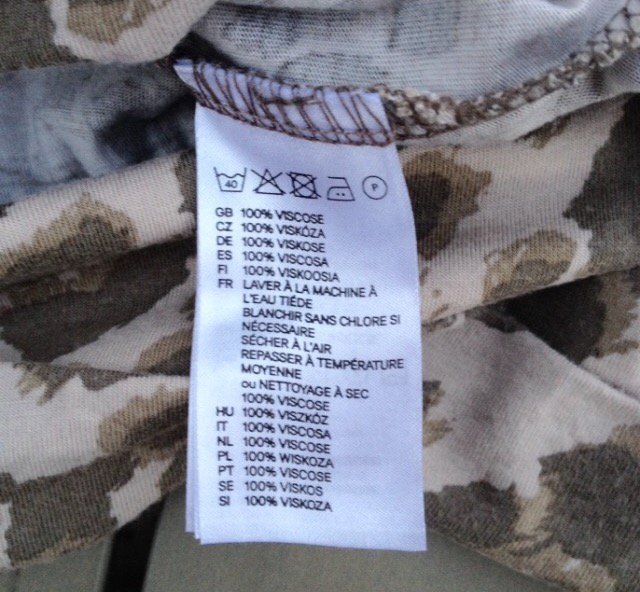 40 P
GB 100% VISCOSE
CZ 100% VISKÓZA
DE 100% VISKOSE
ES 100% VISCOSA
FI 100% VISKOOSIA
FR LAVER À LA MACHINE À
L'EAU TIÉDE
BLANCHIR SANS CHLORE SI
NÉCESSAIRE
SÉCHER À L'AIR
REPASSER À TEMPÉRATURE
MOYENNE
ou NETTOYAGE À SEC
100% VISCOSE
HU 100% VISZKÓZ
IT 100% VISCOSA
NL 100% VISCOSE
PL 100% WISKOZA
PT 100% VISCOSE
SE 100% VISKOS
SI 100% VISKOZA